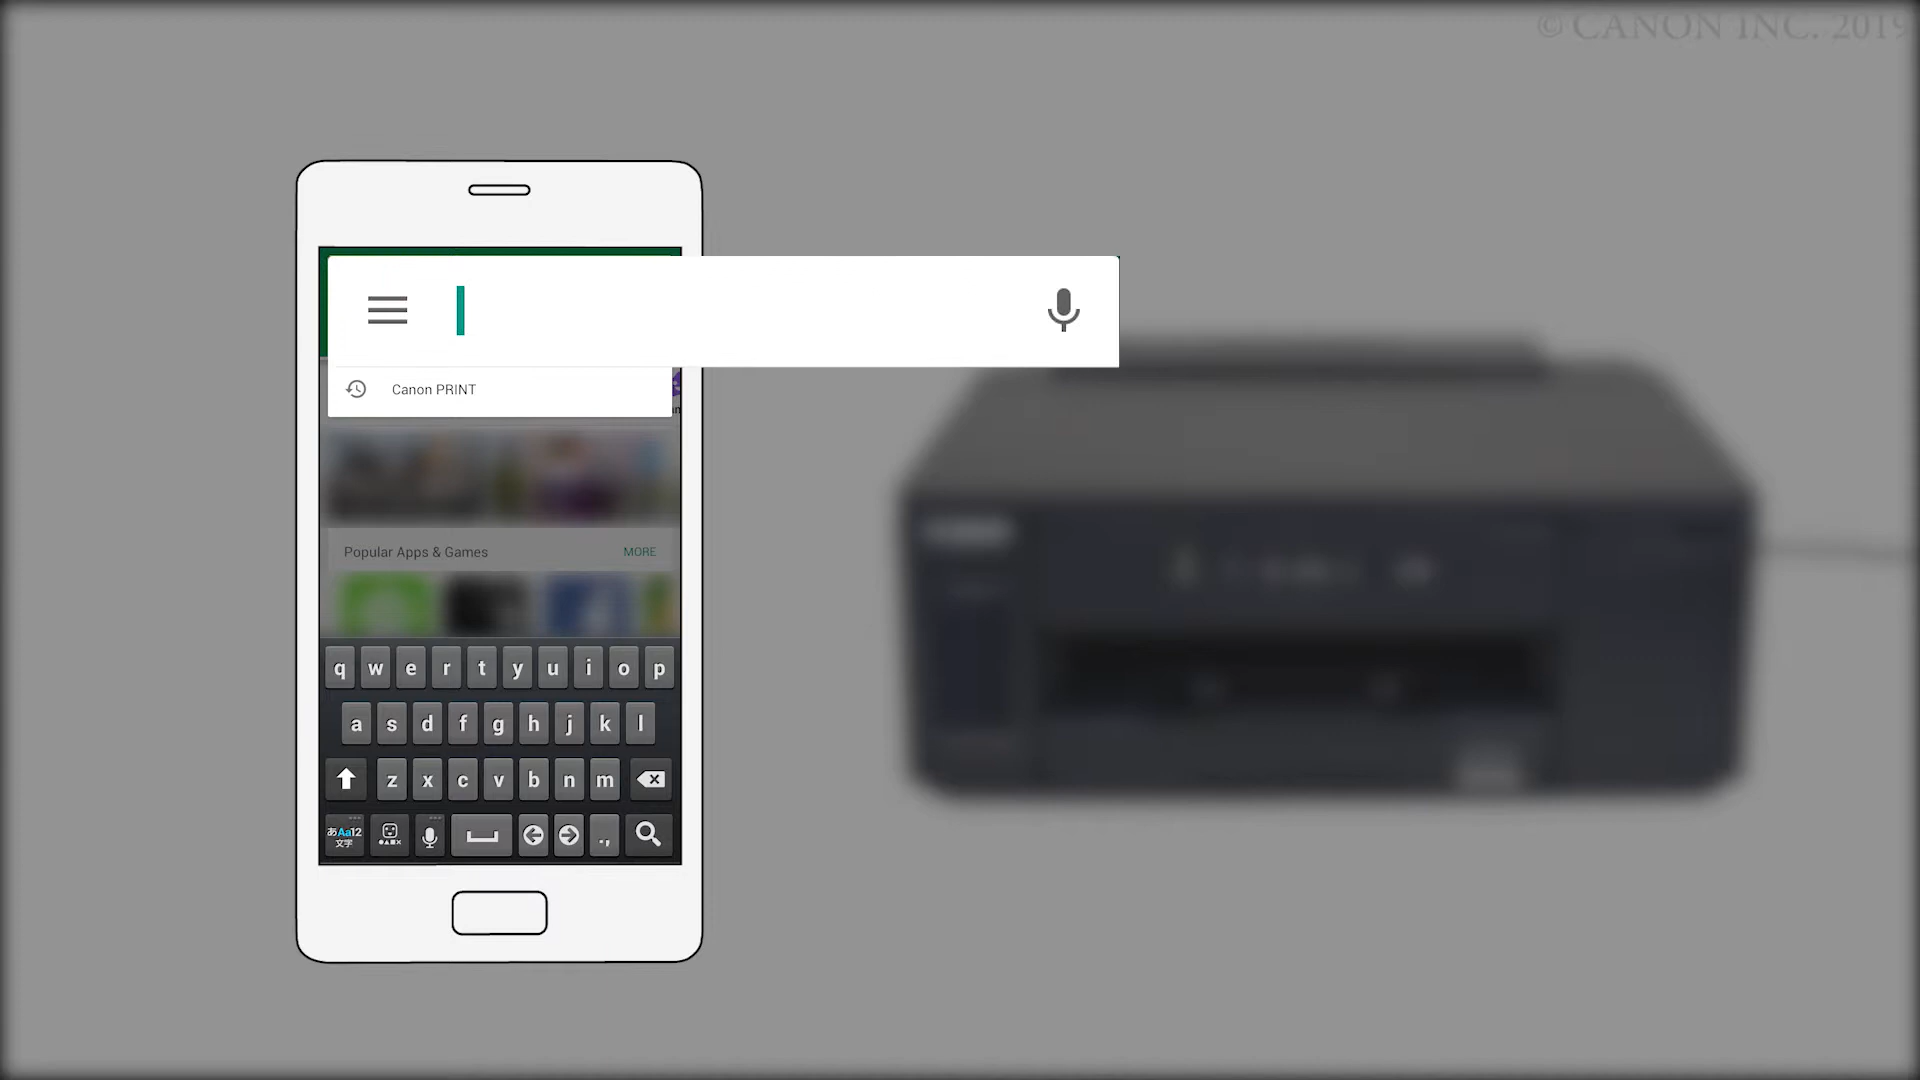 © CANON INC. 2019
Canon PRINT
Popular Apps & Games MORE
q w e r t y u i o p
a s d f g h j k l
z x c v b n m
あAa12
文字
.,